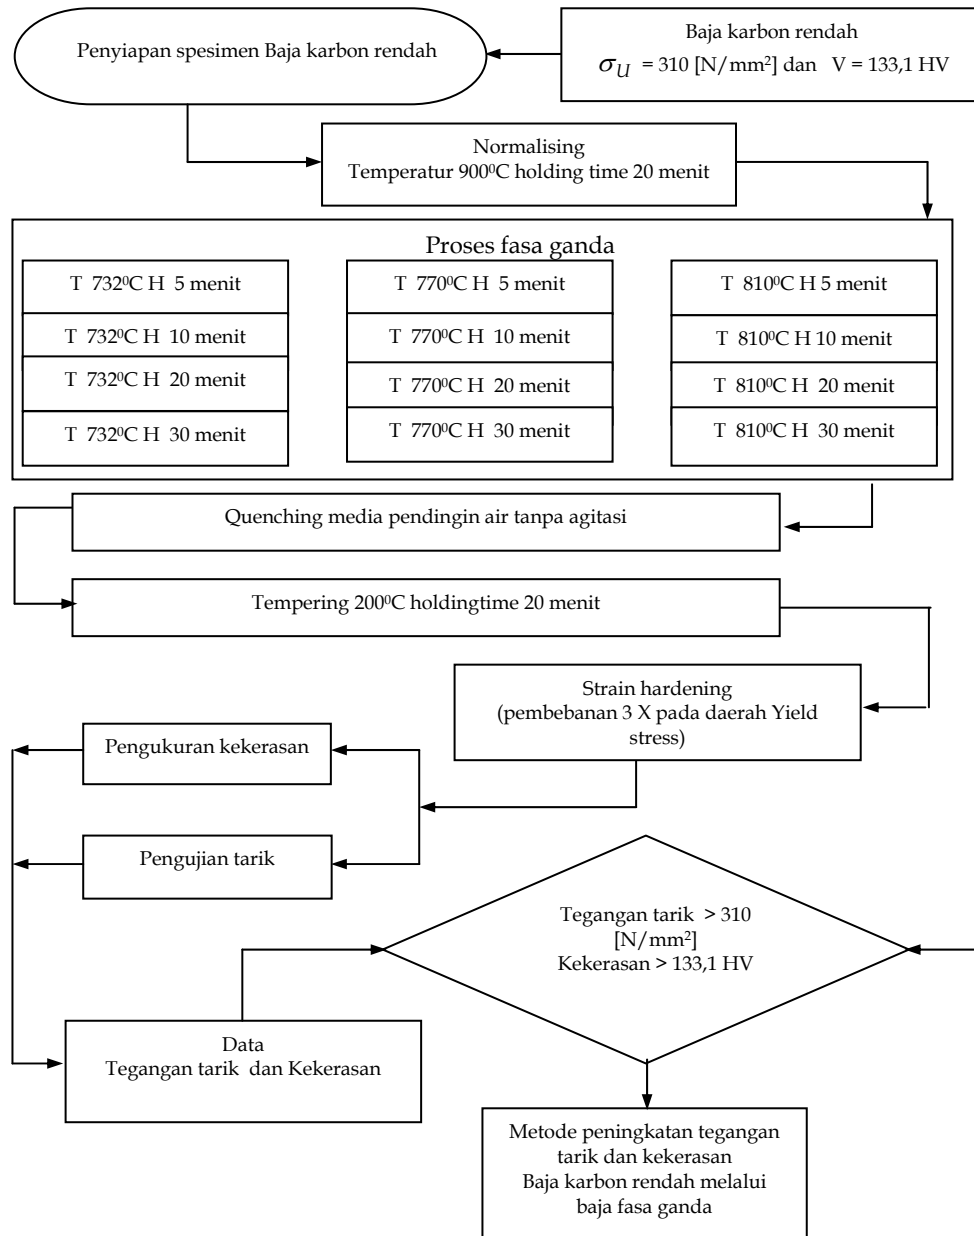 Penyiapan spesimen Baja karbon rendah
Baja karbon rendah
σU = 310 [N/mm²] dan V = 133,1 HV
Normalising
Temperatur 900⁰C holding time 20 menit
Proses fasa ganda
T 732⁰C H 5 menit
T 732⁰C H 10 menit
T 732⁰C H 20 menit
T 732⁰C H 30 menit
T 770⁰C H 5 menit
T 770⁰C H 10 menit
T 770⁰C H 20 menit
T 770⁰C H 30 menit
T 810⁰C H 5 menit
T 810⁰C H 10 menit
T 810⁰C H 20 menit
T 810⁰C H 30 menit
Quenching media pendingin air tanpa agitasi
Tempering 200⁰C holdingtime 20 menit
Strain hardening
(pembebanan 3 X pada daerah Yield
stress)
Pengukuran kekerasan
Pengujian tarik
Tegangan tarik > 310
[N/mm²]
Kekerasan > 133,1 HV
Data
Tegangan tarik dan Kekerasan
Metode peningkatan tegangan
tarik dan kekerasan
Baja karbon rendah melalui
baja fasa ganda